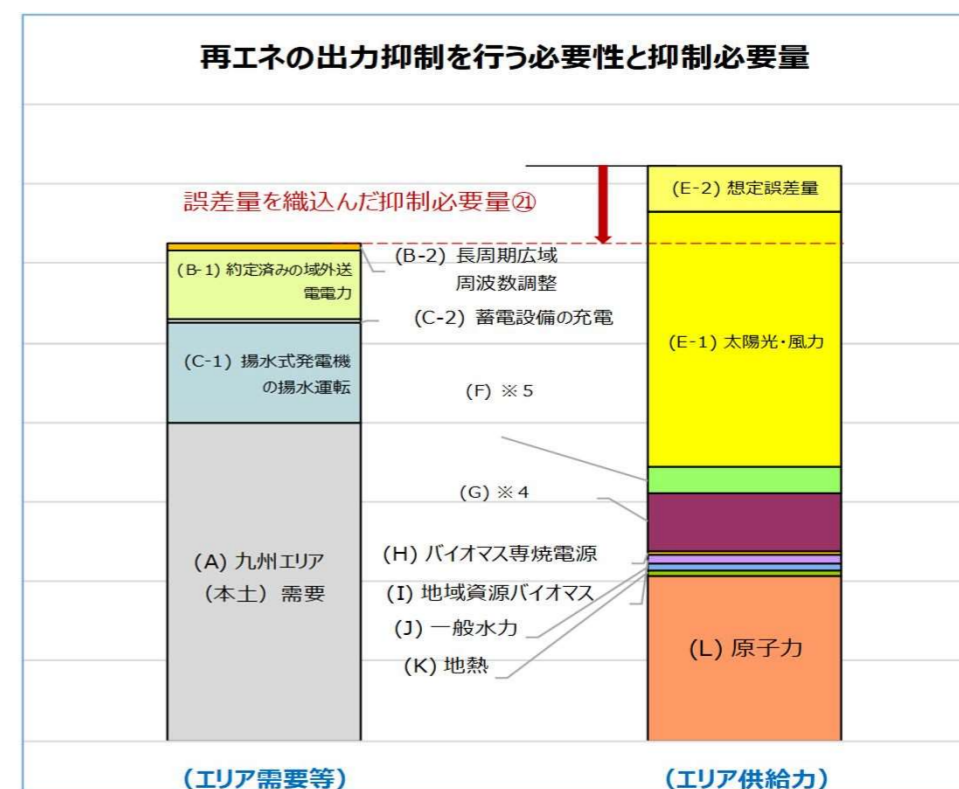 再エネの出力抑制を行う必要性と抑制必要量
誤差量を織込んだ抑制必要量㉑
(B-1) 約定済みの域外送
電電力
(C-1) 揚水式発電機
の揚水運転
(A) 九州エリア
(本土) 需要
(B-2) 長周期広域
周波数調整
(C-2) 蓄電設備の充電
(F) ※5
(G) ※4
(H) バイオマス専焼電源
(I) 地域資源バイオマス
(J) 一般水力
(K) 地熱
(E-2) 想定誤差量
(E-1) 太陽光・風力
(L) 原子力
(エリア需要等)
(エリア供給力)